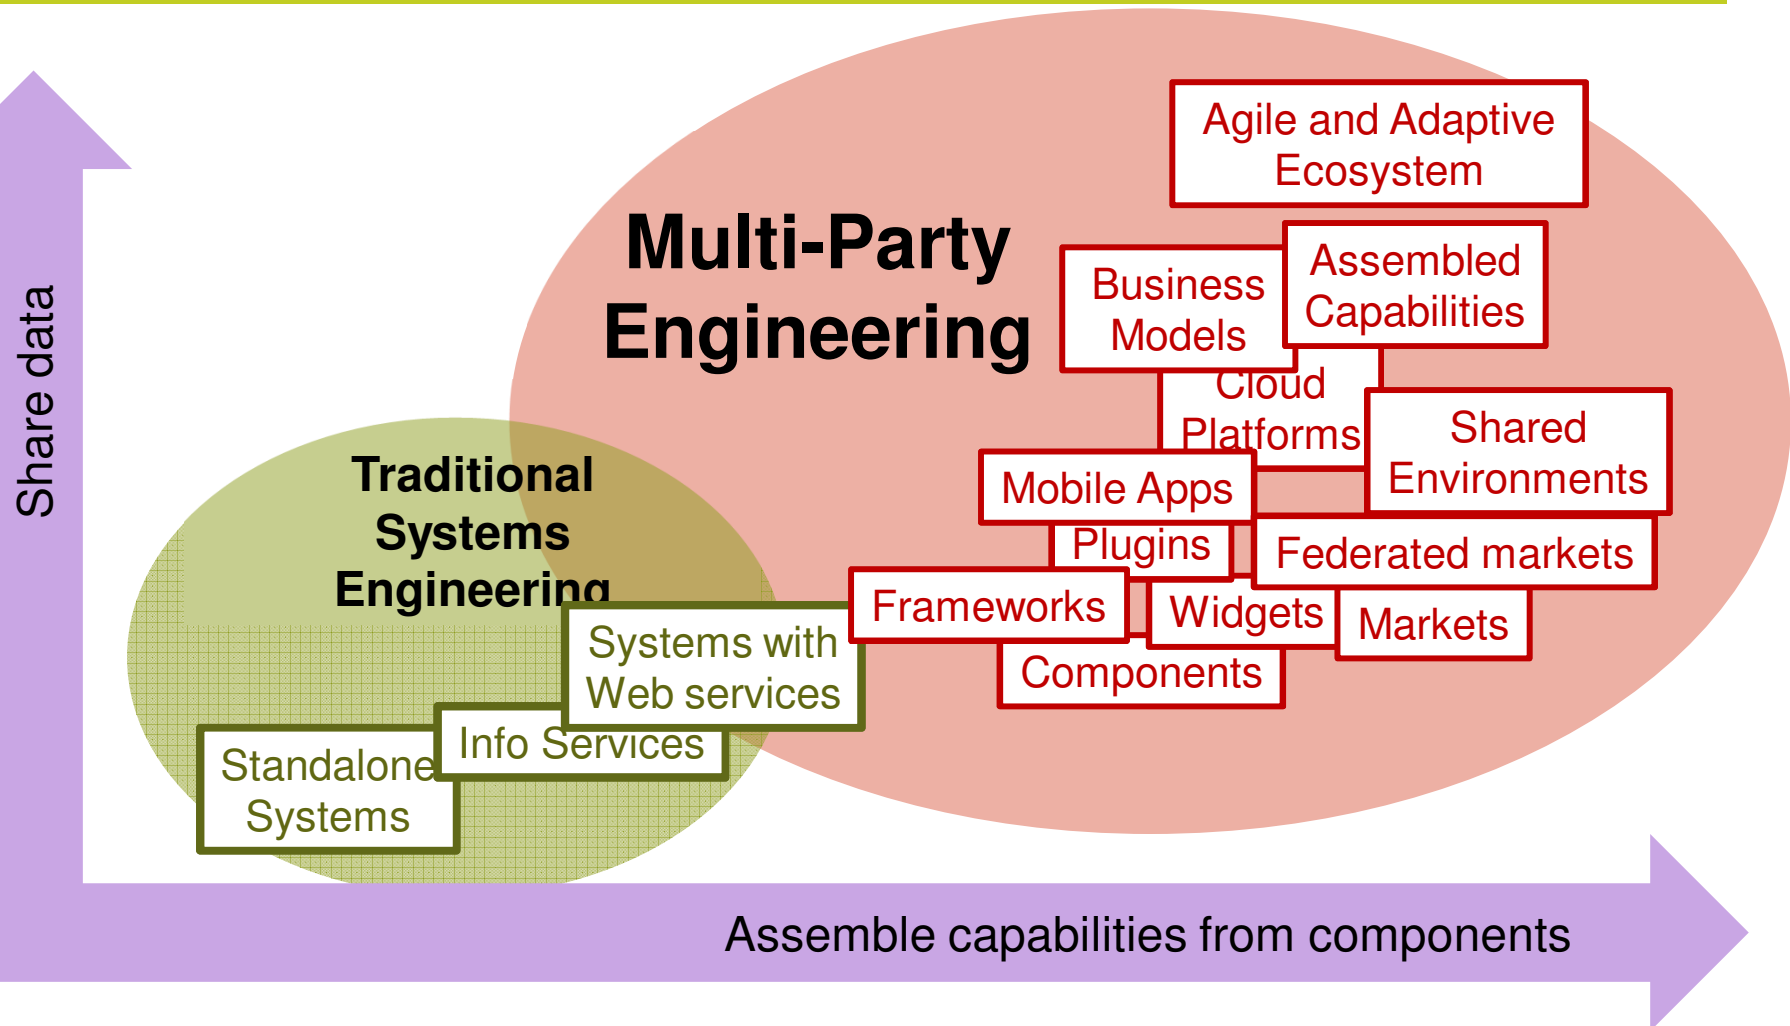 Share data
Multi-Party
Engineering
Agile and Adaptive
Ecosystem
Business
Models
Assembled
Capabilities
Cloud
Platforms
Shared
Environments
Mobile Apps
Plugins
Federated markets
Frameworks
Widgets
Markets
Components
Traditional
Systems
Engineering
Systems with
Web services
Info Services
Standalone
Systems
Assemble capabilities from components